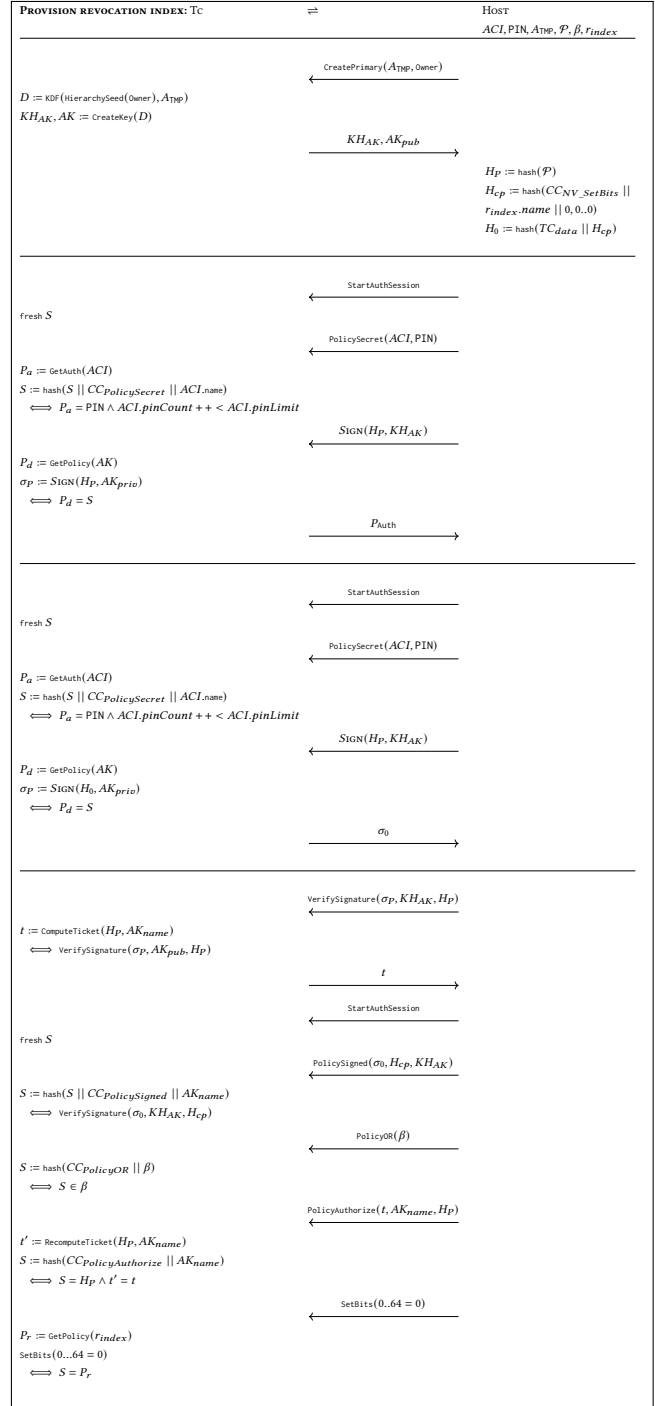 PROVISION REVOCATION INDEX: Tc ⇌ HOST
ACI, PIN, A_TMP, 𝒫, β, r_index
CreatePrimary(A_TMP, Owner)
D := KDF(HierarchySeed(Owner), A_TMP)
KH_AK, AK := CreateKey(D)
KH_AK, AK_pub
H_P := hash(𝒫)
H_cp := hash(CC_NV_SetBits ||
r_index.name || 0, 0..0)
H_0 := hash(TC_data || H_cp)
StartAuthSession
fresh S
PolicySecret(ACI, PIN)
P_a := GetAuth(ACI)
S := hash(S || CC_PolicySecret || ACI.name)
⟺ P_a = PIN ∧ ACI.pinCount ++ < ACI.pinLimit
SIGN(H_P, KH_AK)
P_d := GetPolicy(AK)
σ_P := SIGN(H_P, AK_priv)
⟺ P_d = S
P_Auth
StartAuthSession
fresh S
PolicySecret(ACI, PIN)
P_a := GetAuth(ACI)
S := hash(S || CC_PolicySecret || ACI.name)
⟺ P_a = PIN ∧ ACI.pinCount ++ < ACI.pinLimit
SIGN(H_P, KH_AK)
P_d := GetPolicy(AK)
σ_P := SIGN(H_0, AK_priv)
⟺ P_d = S
σ_0
VerifySignature(σ_P, KH_AK, H_P)
t := ComputeTicket(H_P, AK_name)
⟺ VerifySignature(σ_P, AK_pub, H_P)
t
StartAuthSession
fresh S
PolicySigned(σ_0, H_cp, KH_AK)
S := hash(S || CC_PolicySigned || AK_name)
⟺ VerifySignature(σ_0, KH_AK, H_cp)
PolicyOR(β)
S := hash(CC_PolicyOR || β)
⟺ S ∈ β
PolicyAuthorize(t, AK_name, H_P)
t′ := RecomputeTicket(H_P, AK_name)
S := hash(CC_PolicyAuthorize || AK_name)
⟺ S = H_P ∧ t′ = t
SetBits(0..64 = 0)
P_r := GetPolicy(r_index)
SetBits(0...64 = 0)
⟺ S = P_r